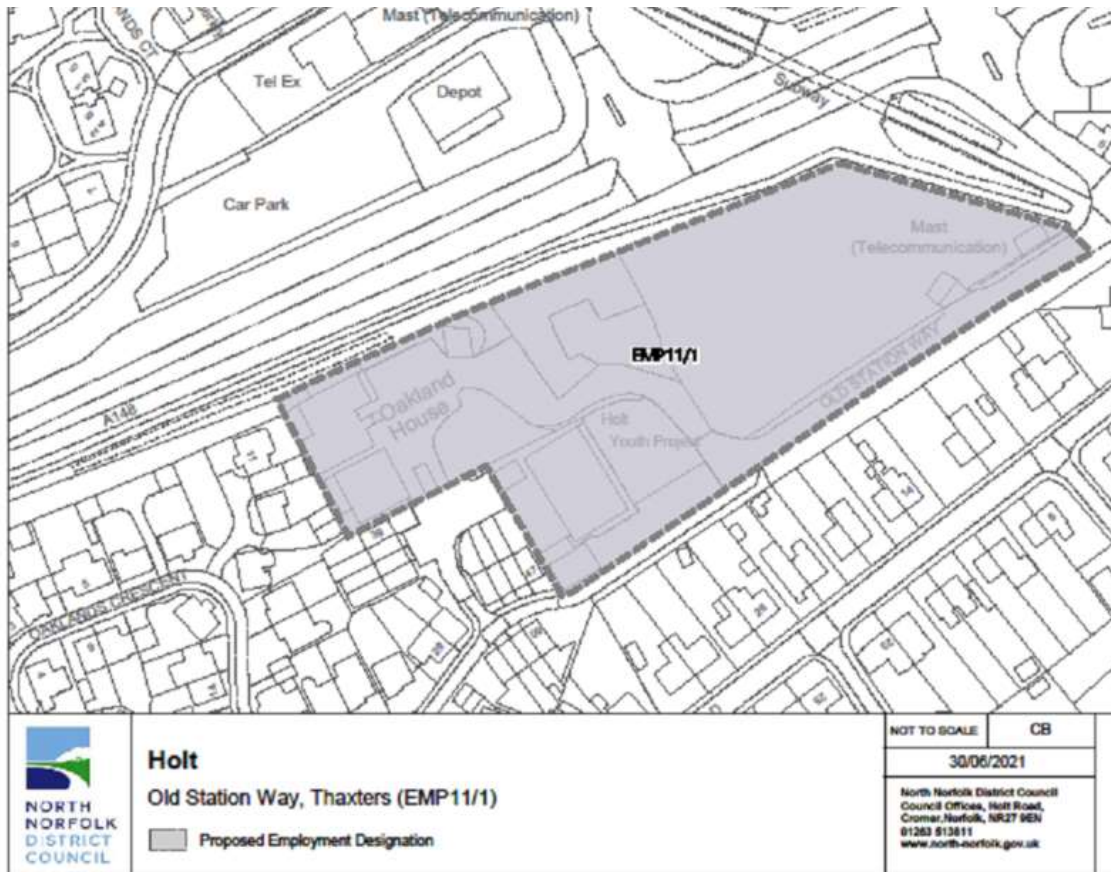 Mast (Telecommunication)
Tel Ex
Depot
Subway
Car Park
Mast
(Telecommunication)
EMP11/1
OLD STATION WAY
Oakland
House
Holt
Youth Project
A148
11
14
OAKLANDS CRESCENT
26
NORTH
NORFOLK
DISTRICT
COUNCIL
Holt
Old Station Way, Thaxters (EMP11/1)
Proposed Employment Designation
NOT TO SCALE
CB
30/06/2021
North Norfolk District Council
Council Offices, Holt Road,
Cromer,Norfolk, NR27 9EN
01263 513811
www.north-norfolk.gov.uk